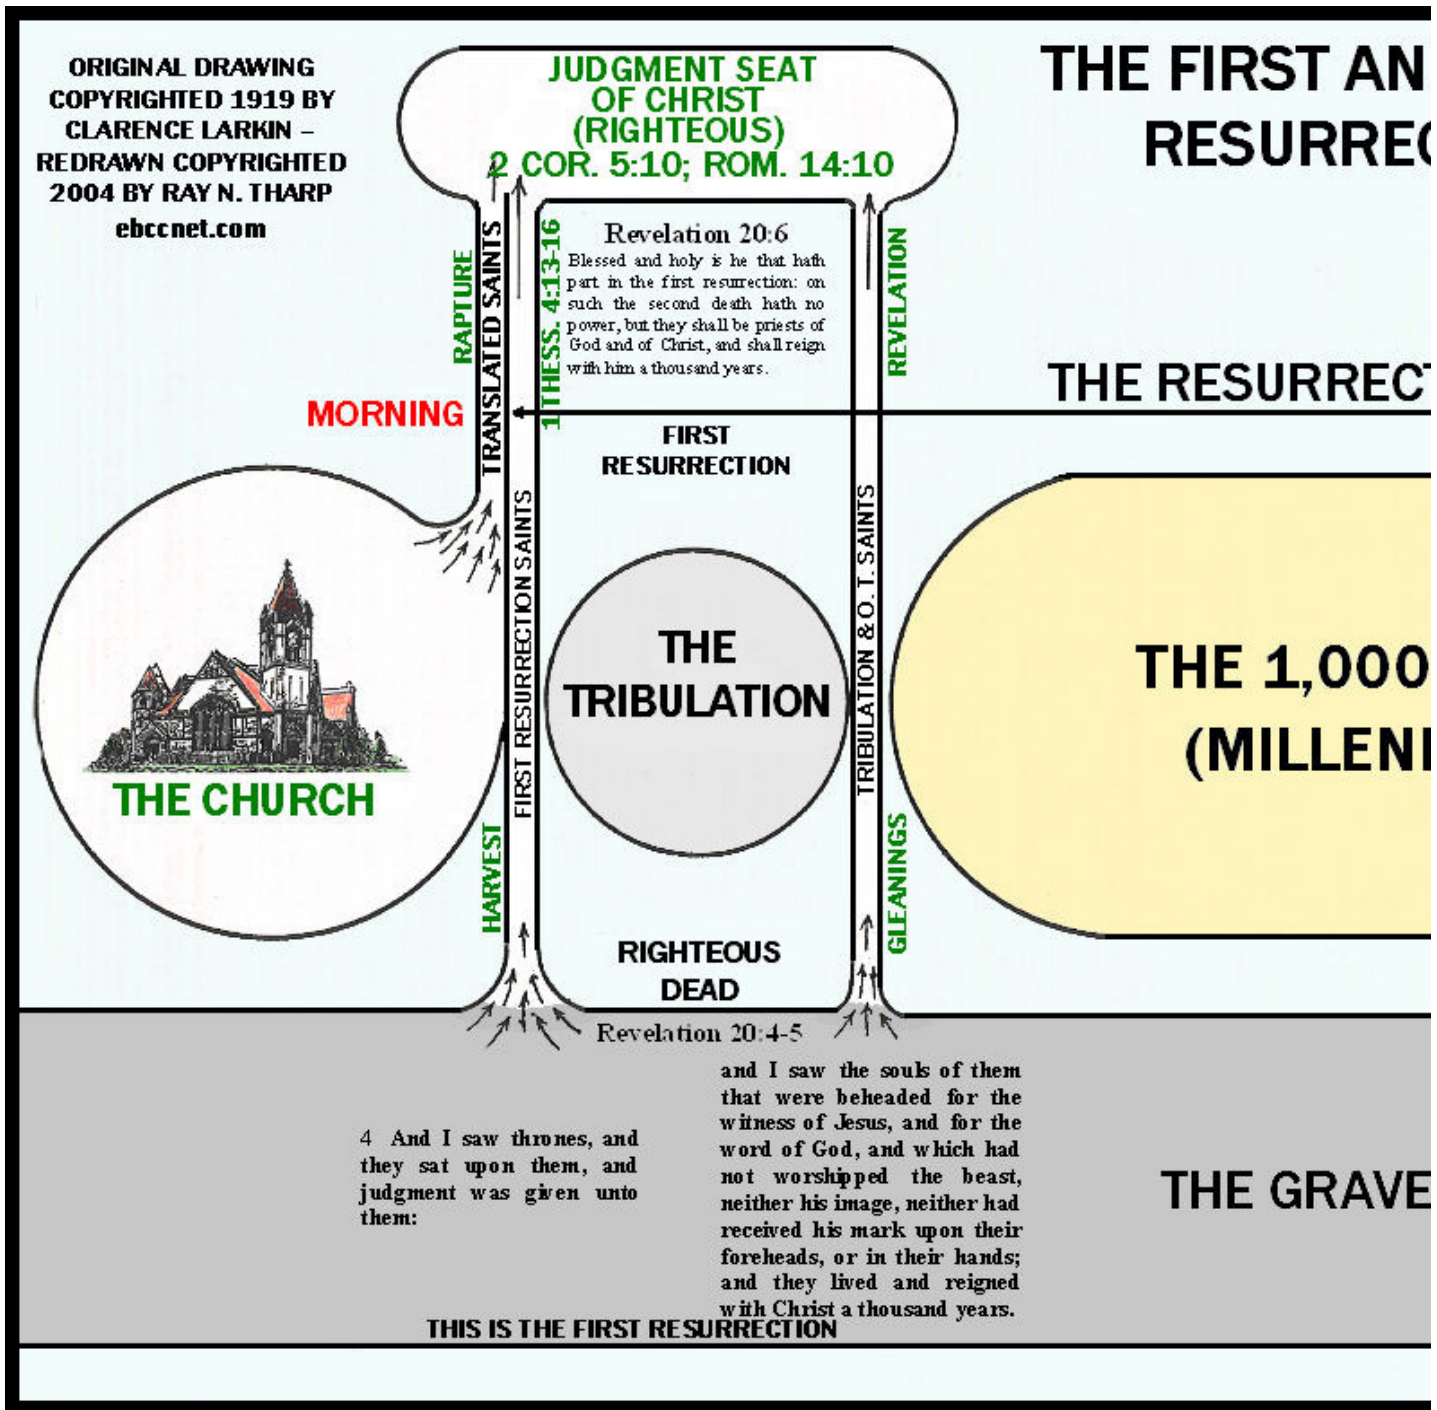 ORIGINAL DRAWING
COPYRIGHTED 1919 BY
CLARENCE LARKIN –
REDRAWN COPYRIGHTED
2004 BY RAY N. THARP
ebccnet.com
JUDGMENT SEAT
OF CHRIST
(RIGHTEOUS)
2 COR. 5:10; ROM. 14:10
THE FIRST AN
RESURREC
RAPTURE
TRANSLATED SAINTS
1 THESS. 4:13-16
Revelation 20:6
Blessed and holy is he that hath
part in the first resurrection: on
such the second death hath no
power, but they shall be priests of
God and of Christ, and shall reign
with him a thousand years.
REVELATION
THE RESURRECT
MORNING
FIRST
RESURRECTION
FIRST RESURRECTION SAINTS
TRIBULATION & O. T. SAINTS
THE
TRIBULATION
THE 1,000
(MILLENI
THE CHURCH
HARVEST
GLEANINGS
RIGHTEOUS
DEAD
Revelation 20:4-5
4 And I saw thrones, and
they sat upon them, and
judgment was given unto
them:
and I saw the souls of them
that were beheaded for the
witness of Jesus, and for the
word of God, and which had
not worshipped the beast,
neither his image, neither had
received his mark upon their
foreheads, or in their hands;
and they lived and reigned
with Christ a thousand years.
THE GRAVE
THIS IS THE FIRST RESURRECTION